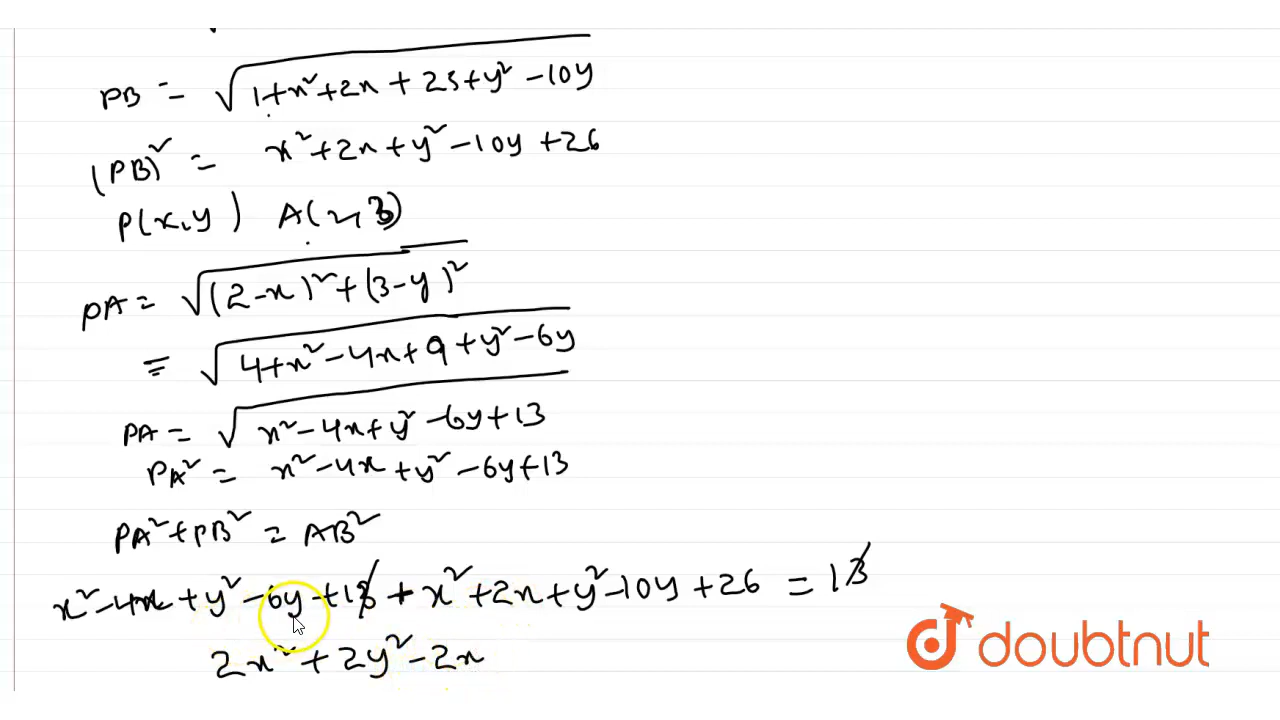 PB = √(1+x²+2x+25+y²-10y)
(PB)² = x²+2x+y²-10y+26
P(x,y) A(2,3)
PA = √((2-x)²+(3-y)²)
= √(4+x²-4x+9+y²-6y)
PA = √(x²-4x+y²-6y+13)
PA² = x²-4x+y²-6y+13
PA²+PB² = AB²
x²-4x+y²-6y+13+x²+2x+y²-10y+26 = 13
2x²+2y²-2x
doubtnut